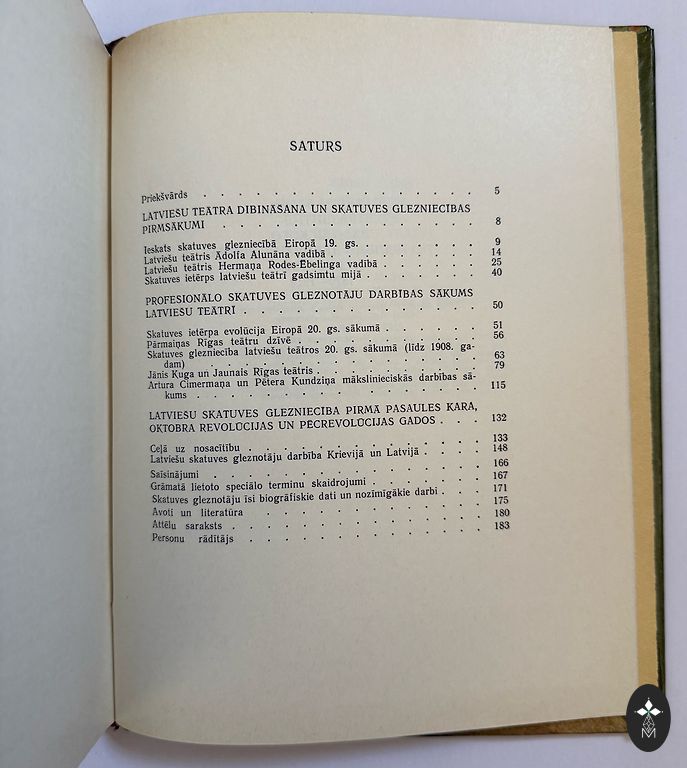 SATURS
Priekšvārds . . . . . . . . . . . . . . . 5
LATVIEŠU TEĀTRA DIBINĀŠANA UN SKATUVES GLEZNIECĪBAS
PIRMSĀKUMI . . . . . . . . . . . . . . 8
Ieskats skatuves glezniecībā Eiropā 19. gs. . . . . . . . 9
Latviešu teātris Ādolfa Alunāna vadībā . . . . . . . . 14
Latviešu teātris Hermaņa Rodes-Ēbelinga vadībā . . . . . . 25
Skatuves ietērps latviešu teātrī gadsimtu mijā . . . . . . 40
PROFESIONĀLO SKATUVES GLEZNOTĀJU DARBĪBAS SĀKUMS
LATVIEŠU TEĀTRĪ . . . . . . . . . . . . . 50
Skatuves ietērpa evolūcija Eiropā 20. gs. sākumā . . . . . 51
Pārmaiņas Rīgas teātru dzīvē . . . . . . . . . . 56
Skatuves glezniecība latviešu teātros 20. gs. sākumā (līdz 1908. ga-
dam) . . . . . . . . . . . . . . . 63
Jānis Kuga un Jaunais Rīgas teātris . . . . . . . . . 79
Artura Cimermaņa un Pētera Kundziņa mākslinieciskās darbības sā-
kums . . . . . . . . . . . . . . . 115
LATVIEŠU SKATUVES GLEZNIECĪBA PIRMĀ PASAULES KARA,
OKTOBRA REVOLŪCIJAS UN PĒCREVOLŪCIJAS GADOS . . . . 132
Ceļā uz nosacītību . . . . . . . . . . . . . 133
Latviešu skatuves gleznotāju darbība Krievijā un Latvijā . . . . 148
Saīsinājumi . . . . . . . . . . . . . . . 166
Grāmatā lietoto speciālo terminu skaidrojumi . . . . . . . 167
Skatuves gleznotāju īsi biogrāfiskie dati un nozīmīgākie darbi . . . 171
Avoti un literatūra . . . . . . . . . . . . . 175
Attēlu saraksts . . . . . . . . . . . . . . 180
Personu rādītājs . . . . . . . . . . . . . 183
M